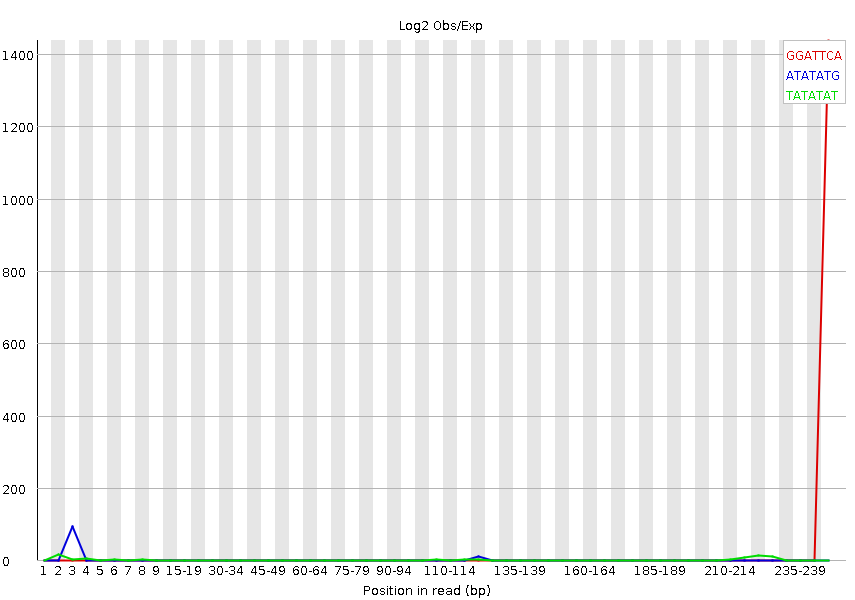 Log2 Obs/Exp
1400
1200
1000
800
600
400
200
0
GGATTCA
ATATATG
TATATAT
1 2 3 4 5 6 7 8 9 15-19 30-34 45-49 60-64 75-79 90-94 110-114 135-139 160-164 185-189 210-214 235-239
Position in read (bp)